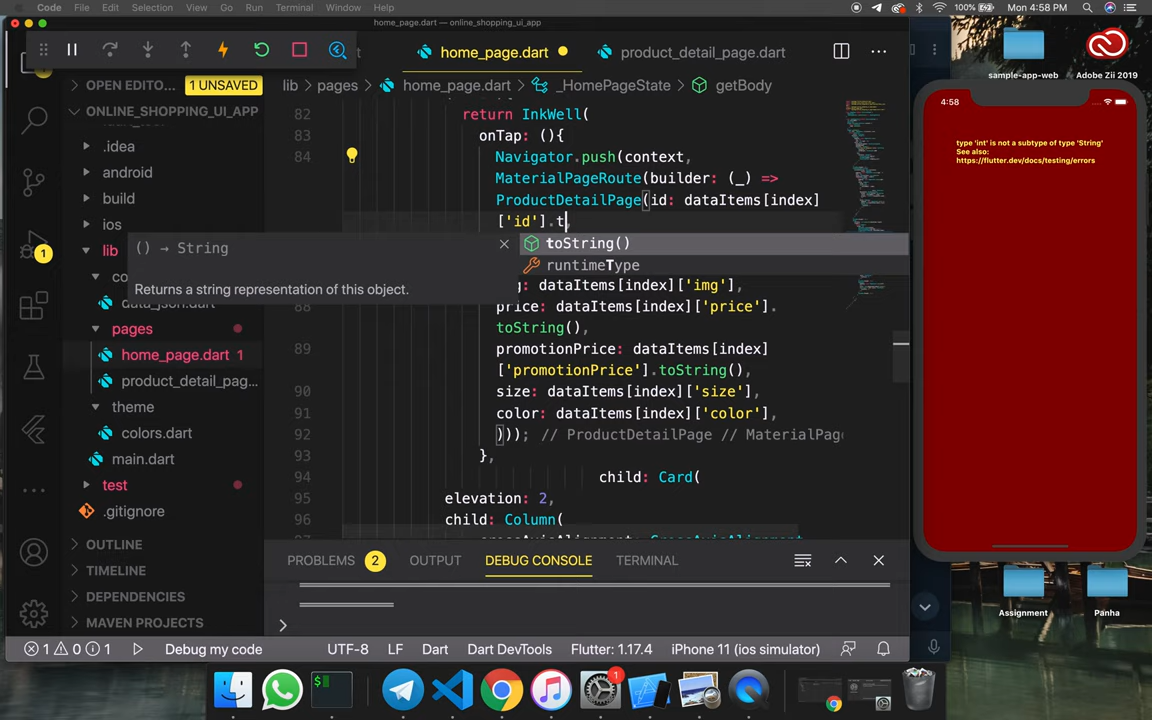 Code File Edit Selection View Go Run Terminal Window Help 100% Mon 4:58 PM
home_page.dart — online_shopping_ui_app
home_page.dart
product_detail_page.dart
OPEN EDITO... 1 UNSAVED
lib > pages > home_page.dart > _HomePageState > getBody
ONLINE_SHOPPING_UI_APP
.idea
android
build
ios
lib
data_json.dart
pages
home_page.dart 1
product_detail_pag...
theme
colors.dart
main.dart
test
.gitignore
OUTLINE
TIMELINE
DEPENDENCIES
MAVEN PROJECTS
1
82 return InkWell(
83 onTap: (){
84 Navigator.push(context,
MaterialPageRoute(builder: (_) =>
ProductDetailPage(id: dataItems[index]
['id'].t,
() → String
Returns a string representation of this object.
toString()
runtimeType
: dataItems[index]['img'],
88 price: dataItems[index]['price'].
toString(),
89 promotionPrice: dataItems[index]
['promotionPrice'].toString(),
90 size: dataItems[index]['size'],
91 color: dataItems[index]['color'],
92 ))); // ProductDetailPage // MaterialPag
93 },
94 child: Card(
95 elevation: 2,
96 child: Column(
PROBLEMS 2 OUTPUT DEBUG CONSOLE TERMINAL
>
1 0 1 Debug my code UTF-8 LF Dart Dart DevTools Flutter: 1.17.4 iPhone 11 (ios simulator)
sample-app-web
Adobe Zii 2019
4:58
type 'int' is not a subtype of type 'String'
See also:
https://flutter.dev/docs/testing/errors
Assignment
Panha
$
1